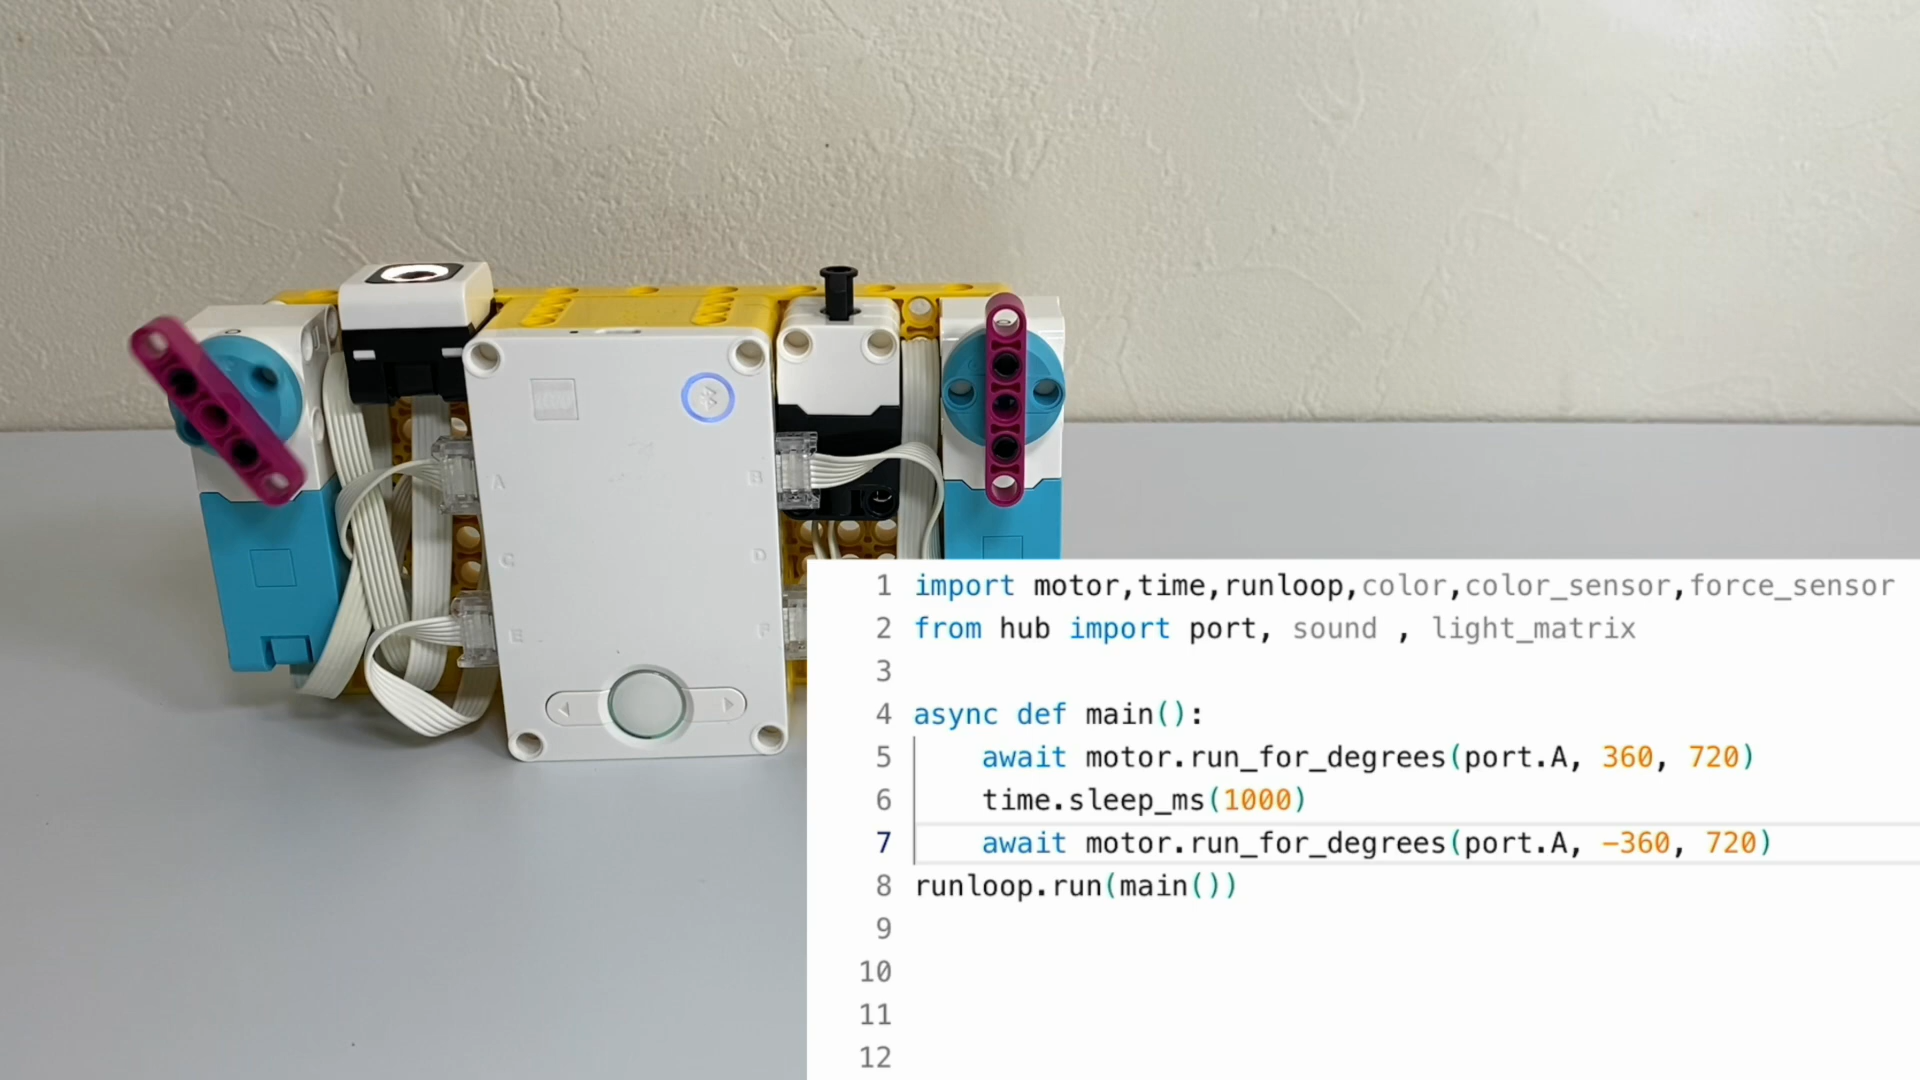 A
B
C
D
E
F
1 import motor,time,runloop,color,color_sensor,force_sensor
2 from hub import port, sound , light_matrix
3
4 async def main():
5 await motor.run_for_degrees(port.A, 360, 720)
6 time.sleep_ms(1000)
7 await motor.run_for_degrees(port.A, -360, 720)
8 runloop.run(main())
9
10
11
12